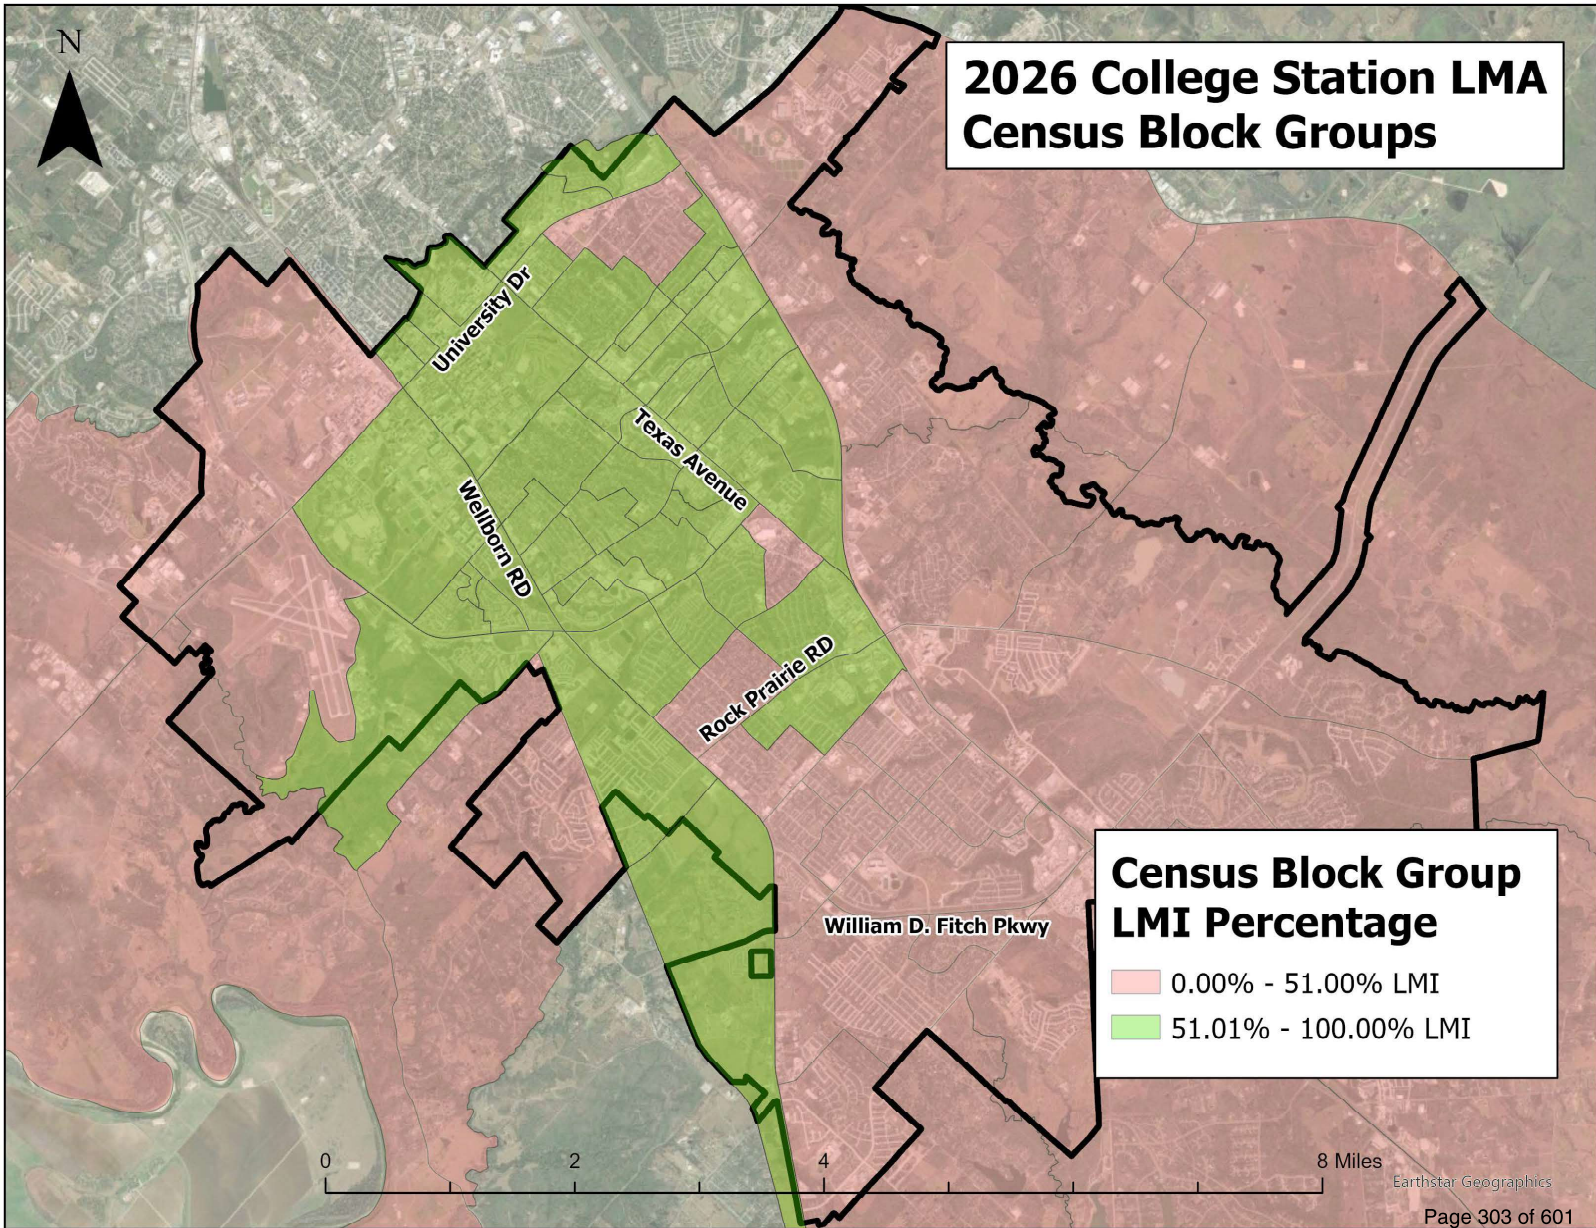 N
2026 College Station LMA
Census Block Groups
University Dr
Texas Avenue
Wellborn RD
Rock Prairie RD
William D. Fitch Pkwy
Census Block Group
LMI Percentage
0.00% - 51.00% LMI
51.01% - 100.00% LMI
0 2 4 8 Miles
Earthstar Geographics
Page 303 of 601